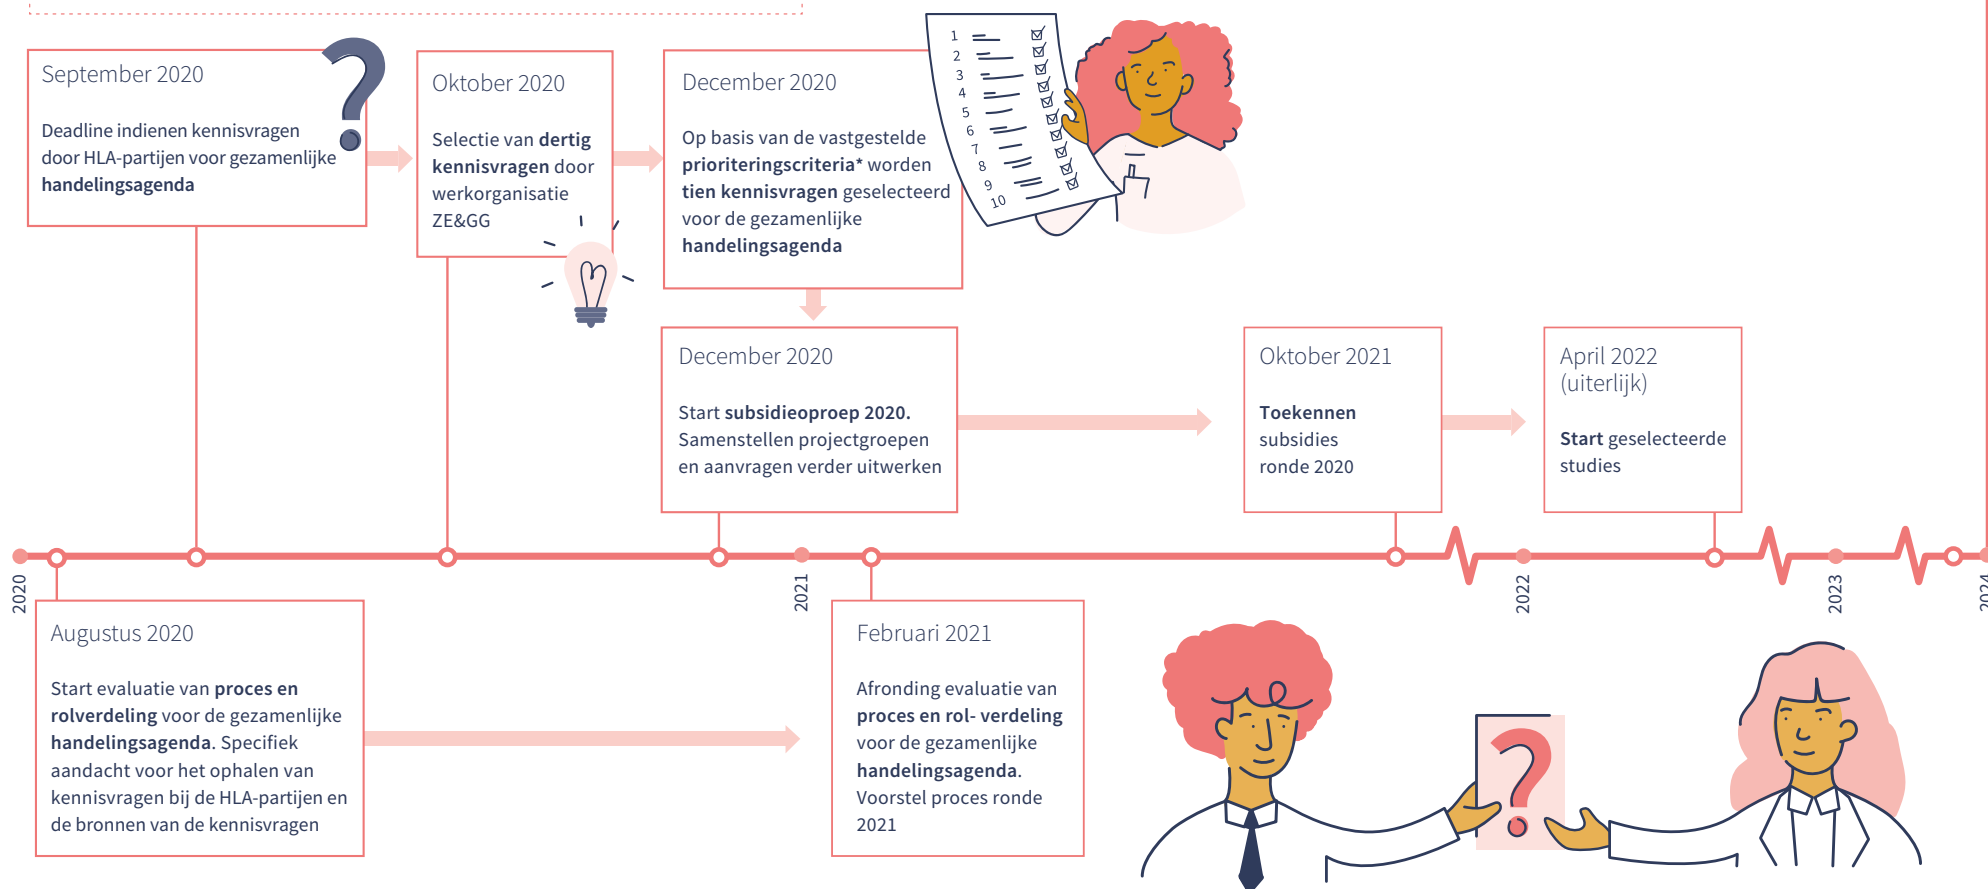 September 2020
Deadline indienen kennisvragen
door HLA-partijen voor gezamenlijke
handelingsagenda
Oktober 2020
Selectie van dertig
kennisvragen door
werkorganisatie
ZE&GG
December 2020
Op basis van de vastgestelde
prioriteringscriteria* worden
tien kennisvragen geselecteerd
voor de gezamenlijke
handelingsagenda
1
2
3
4
5
6
7
8
9
10
December 2020
Start subsidieoproep 2020.
Samenstellen projectgroepen
en aanvragen verder uitwerken
Oktober 2021
Toekennen
subsidies
ronde 2020
April 2022
(uiterlijk)
Start geselecteerde
studies
2020
2021
2022
2023
2024
Augustus 2020
Start evaluatie van proces en
rolverdeling voor de gezamenlijke
handelingsagenda. Specifiek
aandacht voor het ophalen van
kennisvragen bij de HLA-partijen en
de bronnen van de kennisvragen
Februari 2021
Afronding evaluatie van
proces en rol- verdeling
voor de gezamenlijke
handelingsagenda.
Voorstel proces ronde
2021
?
?